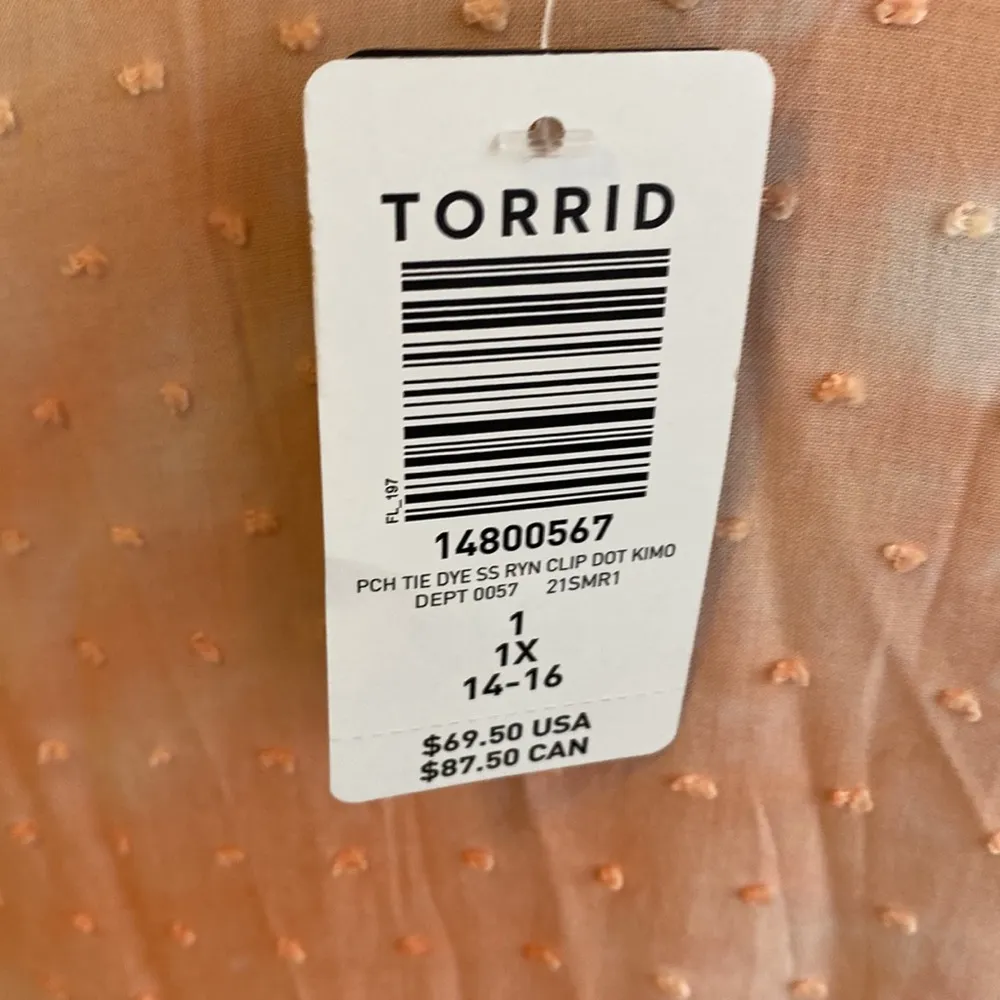 TORRID
FL_197
14800567
PCH TIE DYE SS RYN CLIP DOT KIMO
DEPT 0057 21SMR1
1
1X
14-16
$69.50 USA
$87.50 CAN